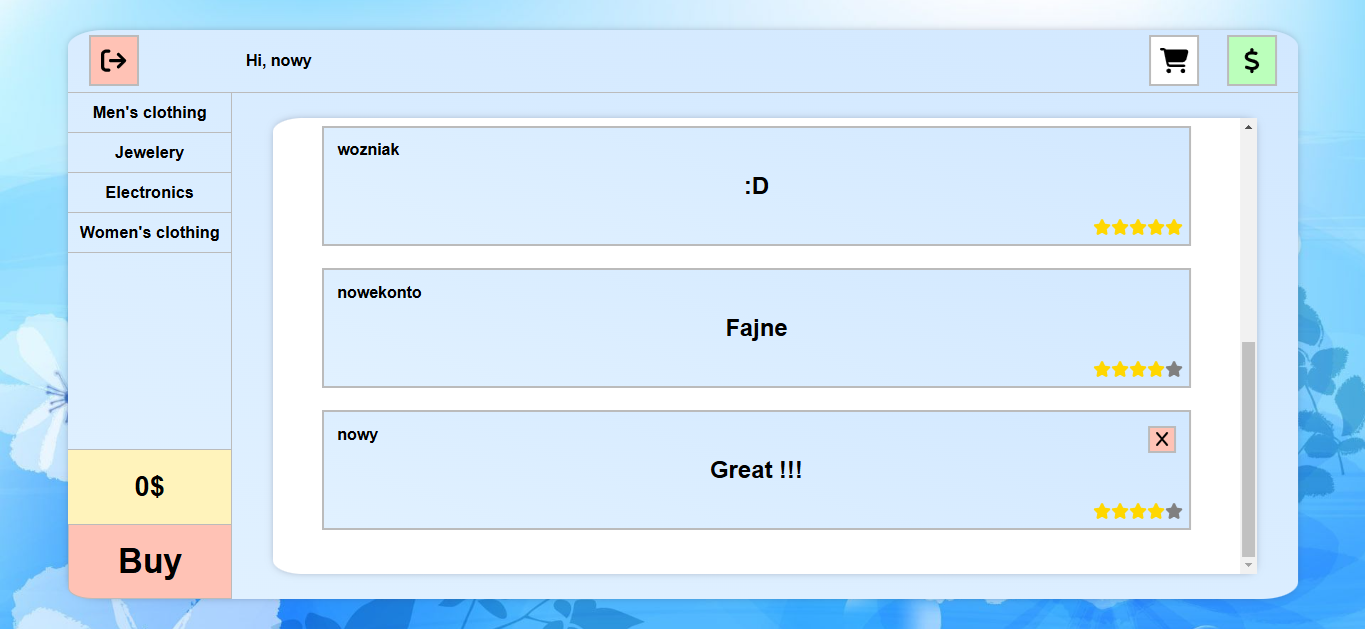 Hi, nowy
$
Men's clothing
Jewelery
Electronics
Women's clothing
0$
Buy
wozniak
:D
nowekonto
Fajne
nowy
X
Great !!!